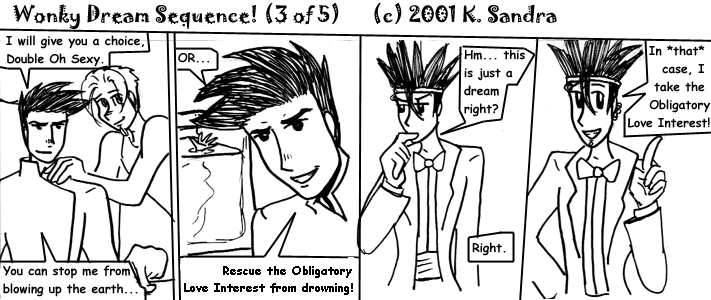 Wonky Dream Sequence! (3 of 5) (c) 2001 K. Sandra
I will give you a choice,
Double Oh Sexy.
You can stop me from
blowing up the earth...
OR...
Rescue the Obligatory
Love Interest from drowning!
Hm... this
is just a
dream
right?
Right.
In *that*
case, I
take the
Obligatory
Love Interest!